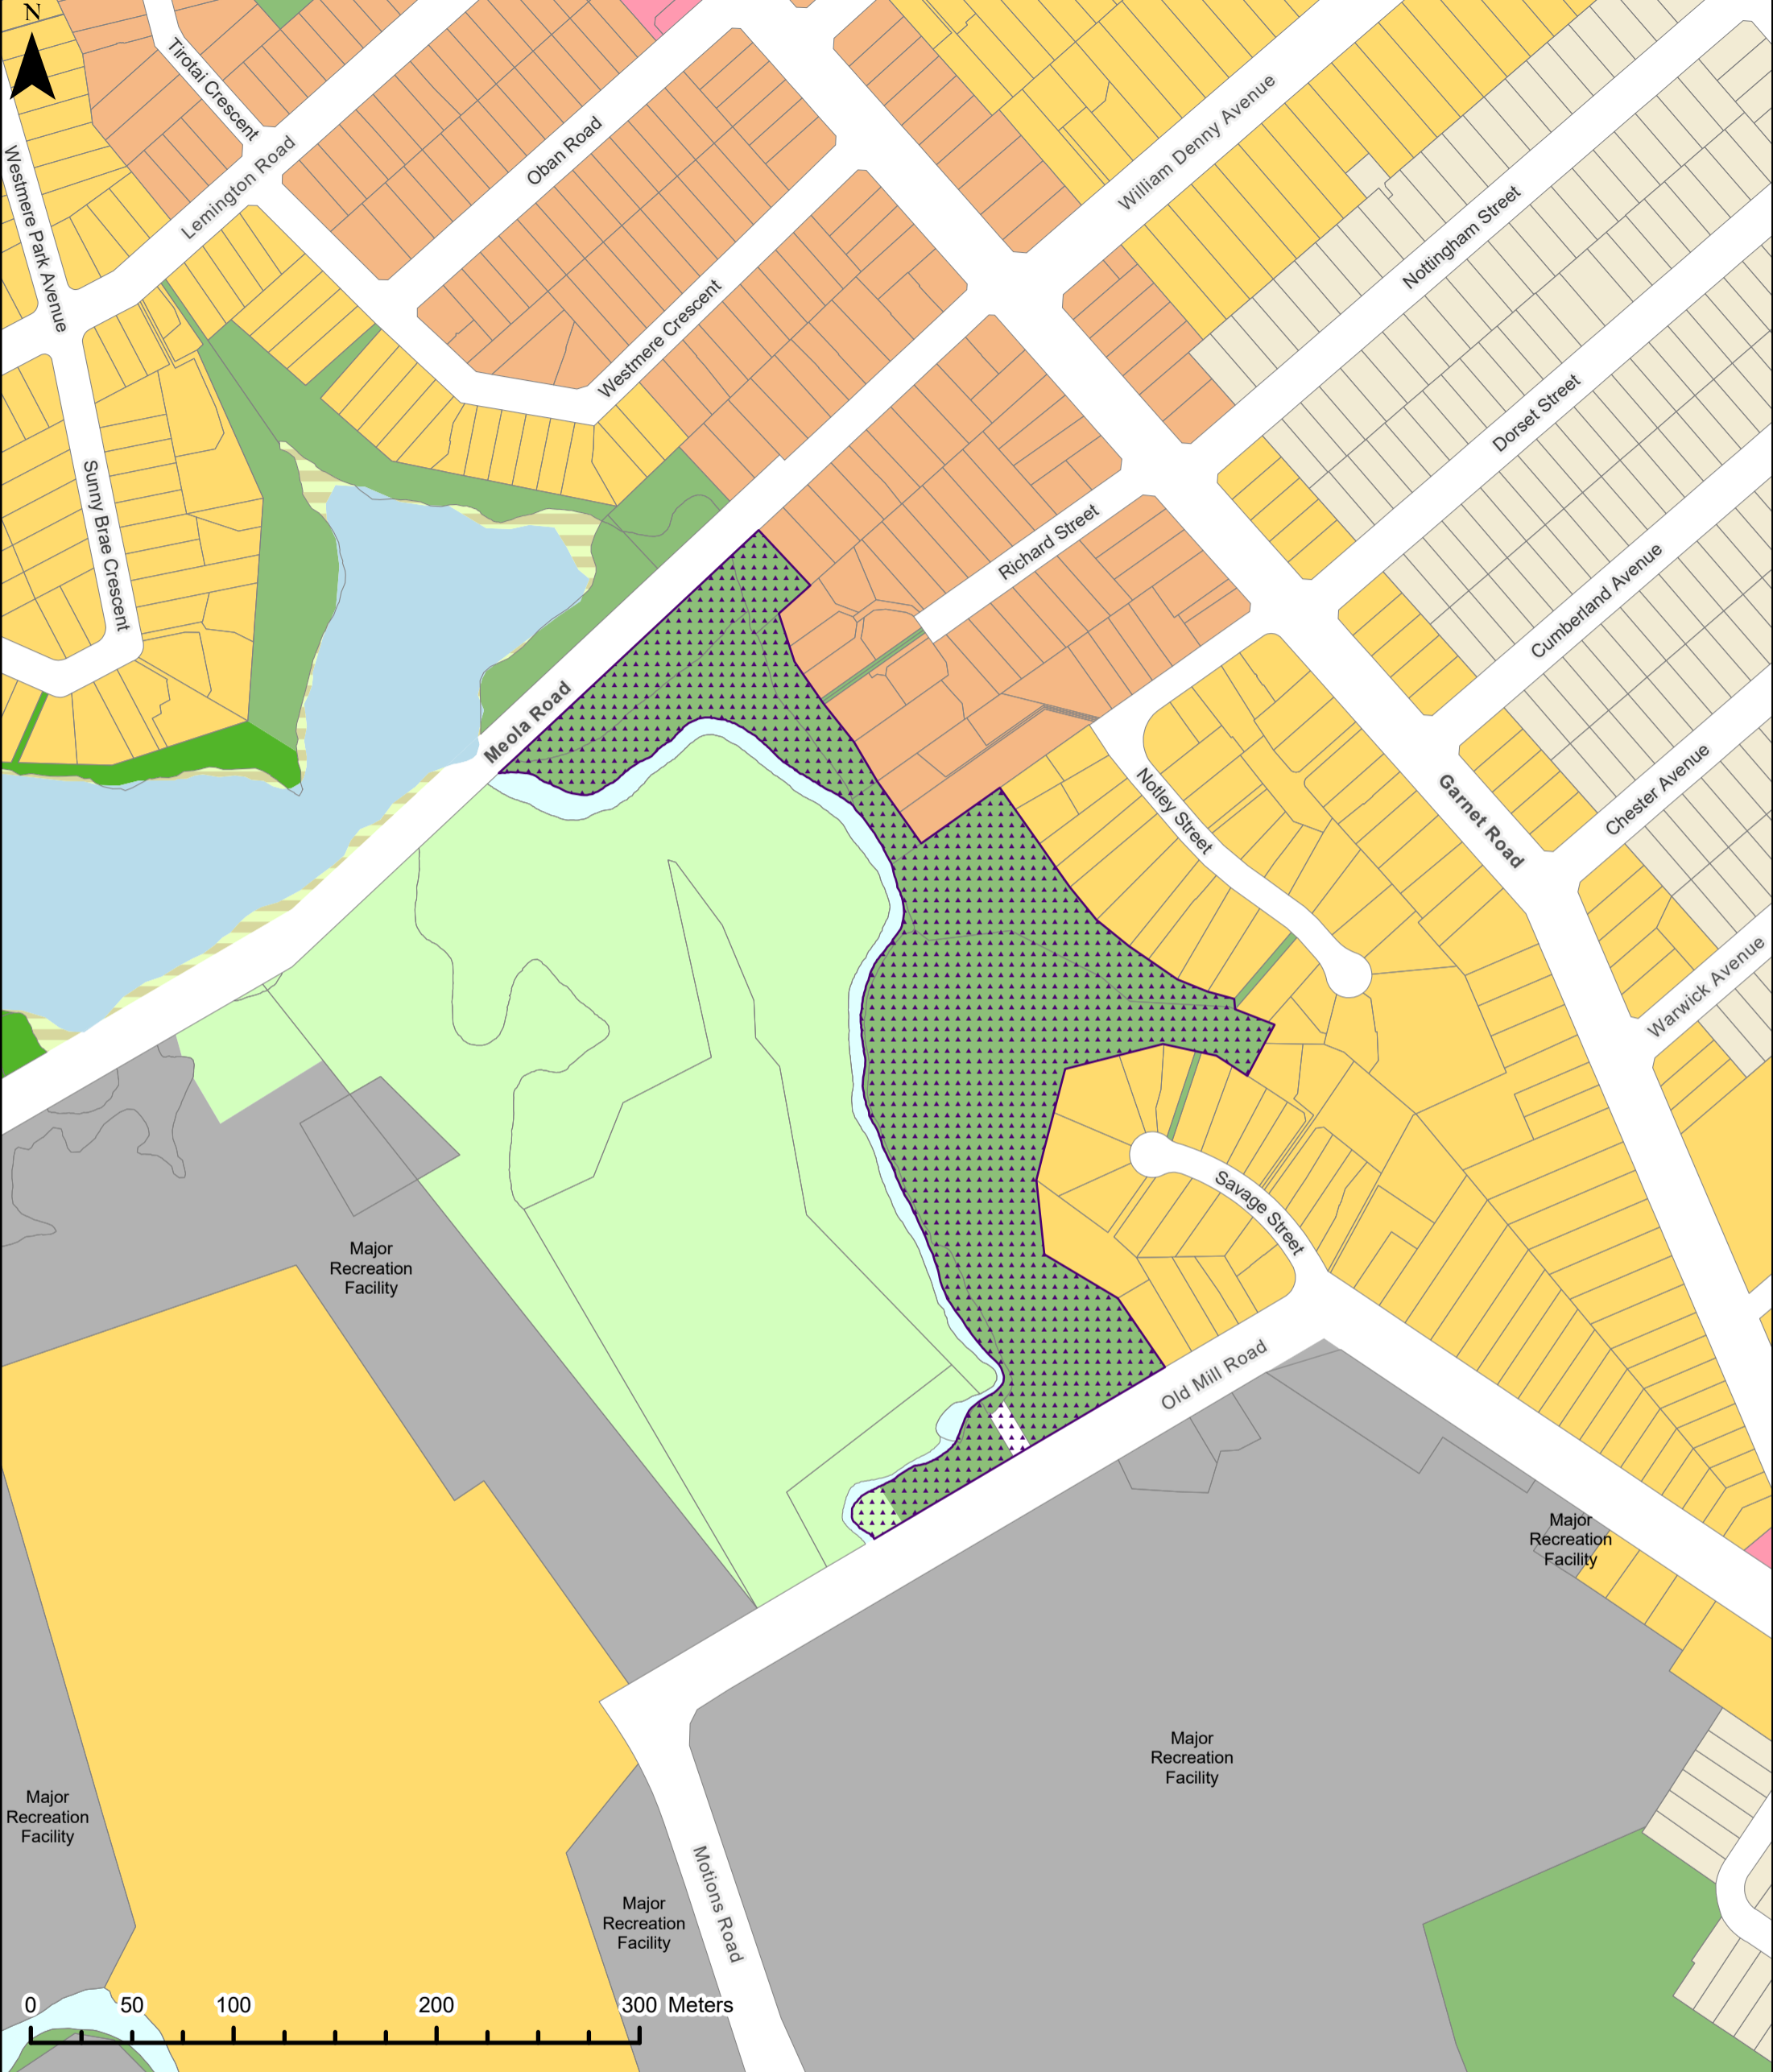 N
Tirotai Crescent
Lemington Road
Westmere Park Avenue
Oban Road
William Denny Avenue
Nottingham Street
Westmere Crescent
Dorset Street
Sunny Brae Crescent
Richard Street
Cumberland Avenue
Meola Road
Notley Street
Garnet Road
Chester Avenue
Warwick Avenue
Savage Street
Major
Recreation
Facility
Old Mill Road
Major
Recreation
Facility
Major
Recreation
Facility
Major
Recreation
Facility
Motions Road
Major
Recreation
Facility
0 50 100 200 300 Meters